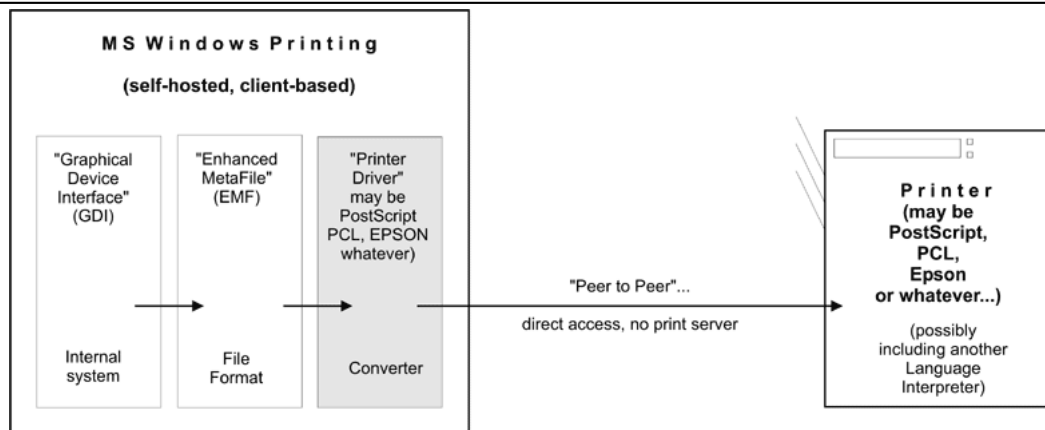 MS Windows Printing
(self-hosted, client-based)
"Graphical
Device
Interface"
(GDI)
Internal
system
"Enhanced
MetaFile"
(EMF)
File
Format
"Printer
Driver"
may be
PostScript
PCL, EPSON
whatever)
Converter
"Peer to Peer"...
direct access, no print server
Printer
(may be
PostScript,
PCL,
Epson
or whatever...)
(possibly
including another
Language
Interpreter)